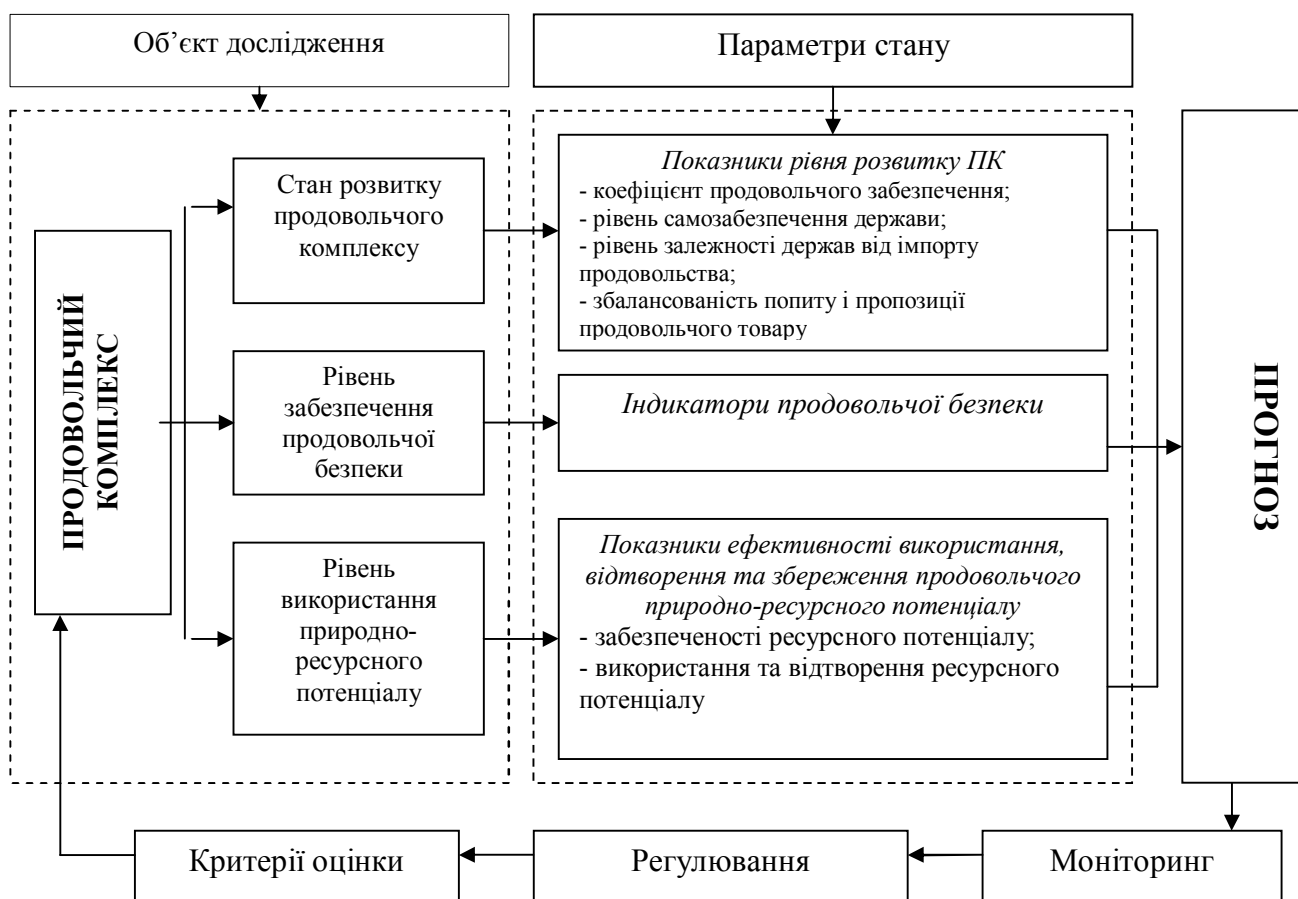 Об’єкт дослідження
Параметри стану
ПРОДОВОЛЬЧИЙ
КОМПЛЕКС
Стан розвитку
продовольчого
комплексу
Показники рівня розвитку ПК
- коефіцієнт продовольчого забезпечення;
- рівень самозабезпечення держави;
- рівень залежності держав від імпорту
продовольства;
- збалансованість попиту і пропозиції
продовольчого товару
Рівень
забезпечення
продовольчої
безпеки
Індикатори продовольчої безпеки
Рівень
використання
природно-
ресурсного
потенціалу
Показники ефективності використання,
відтворення та збереження продовольчого
природно-ресурсного потенціалу
- забезпеченості ресурсного потенціалу;
- використання та відтворення ресурсного
потенціалу
ПРОГНОЗ
Критерії оцінки
Регулювання
Моніторинг